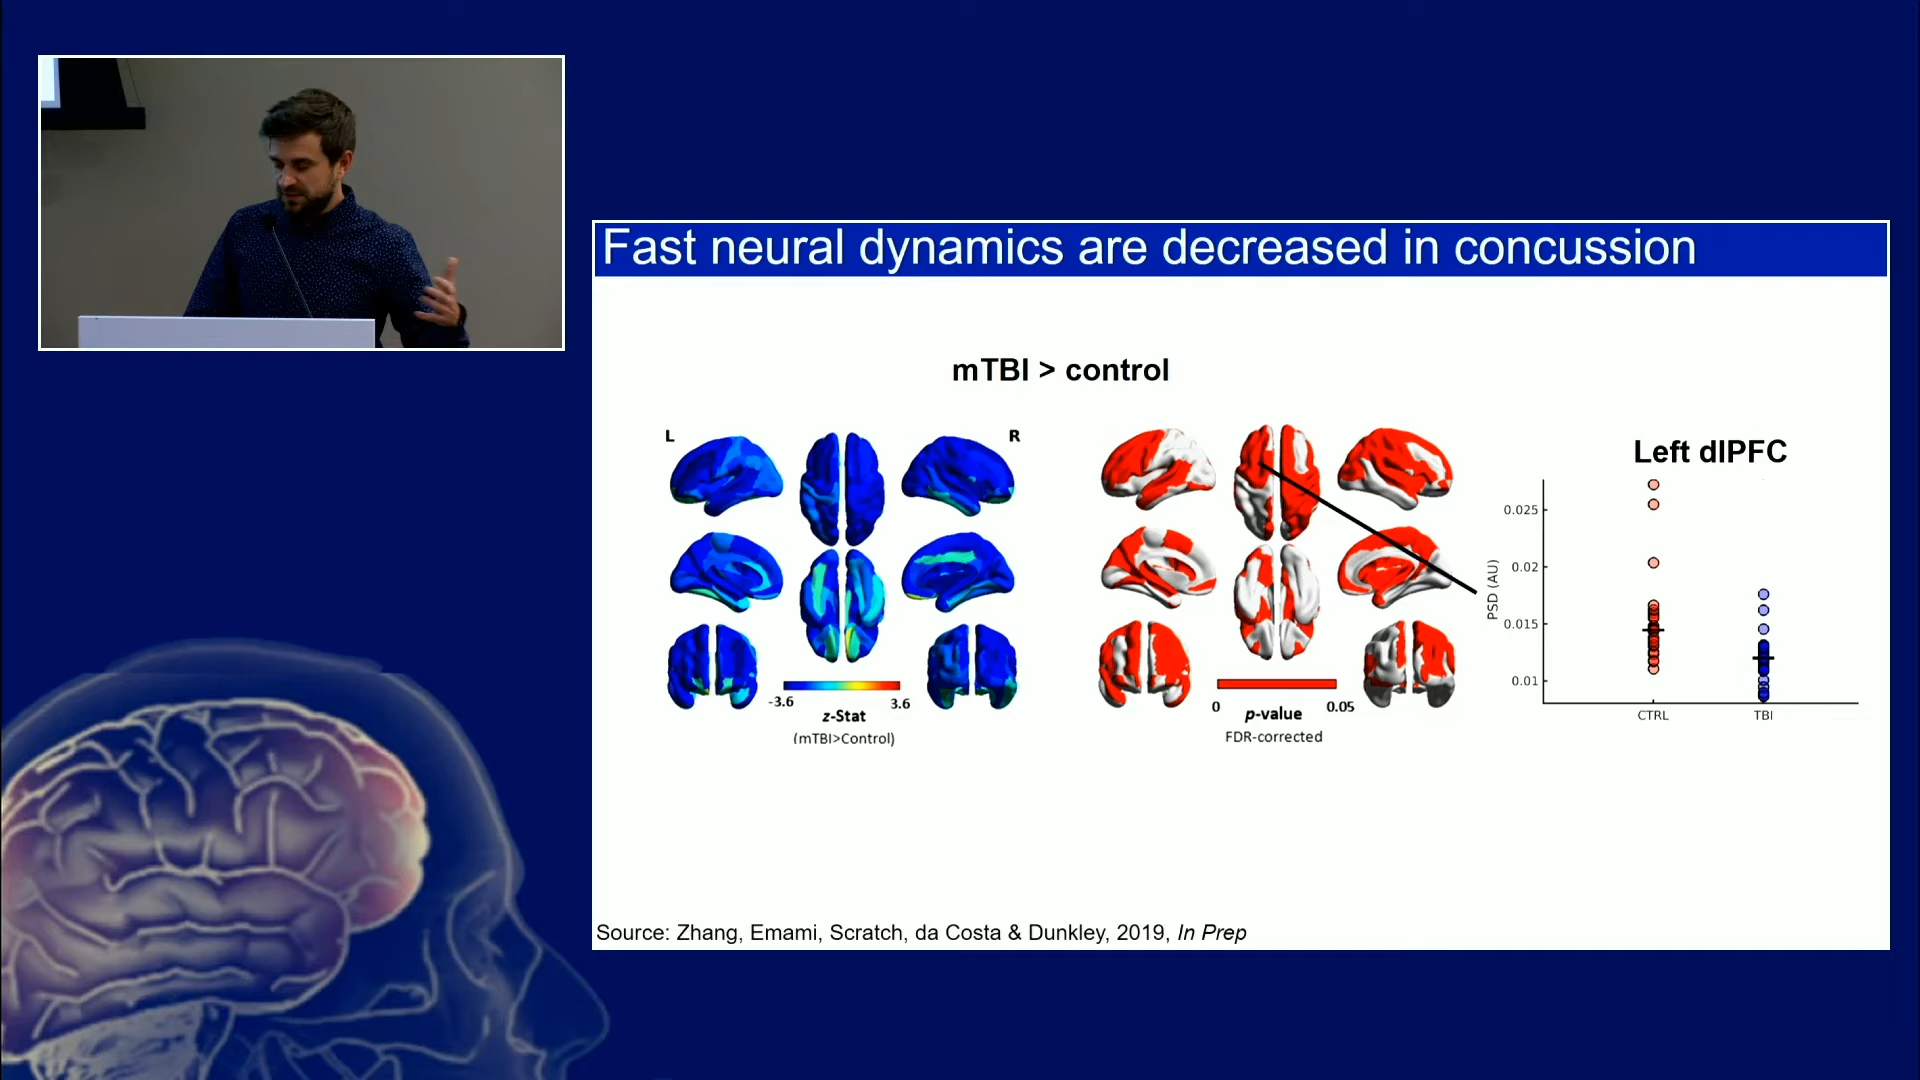 Fast neural dynamics are decreased in concussion
mTBI > control
L
R
-3.6
3.6
z-Stat
(mTBI>Control)
0
0.05
p-value
FDR-corrected
Left dlPFC
PSD (AU)
0.025
0.02
0.015
0.01
CTRL
TBI
Source: Zhang, Emami, Scratch, da Costa & Dunkley, 2019, In Prep